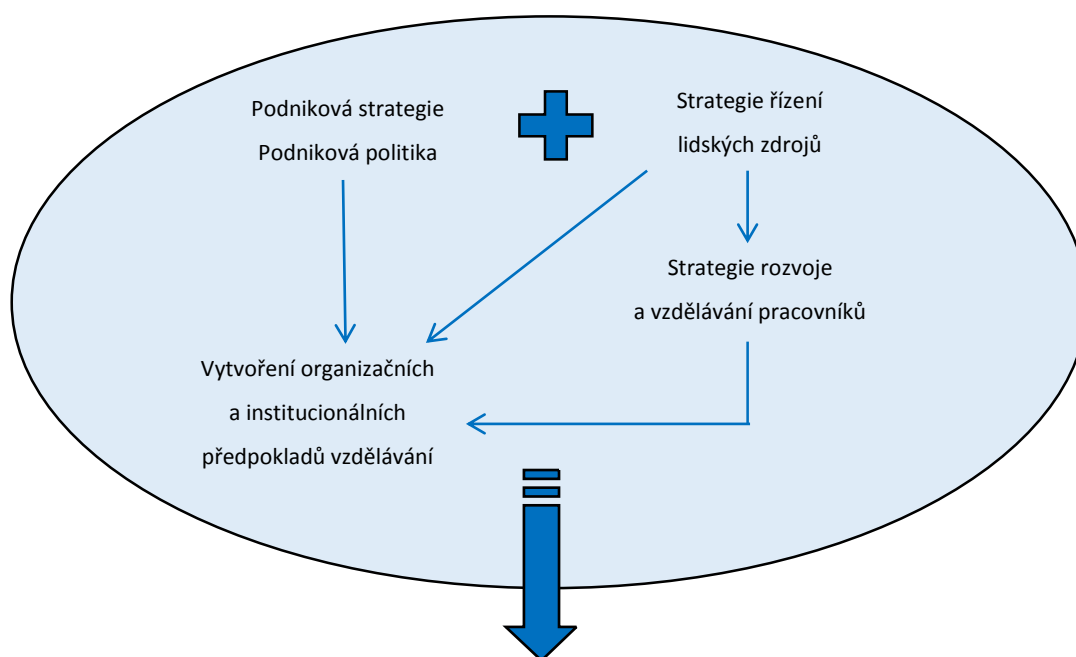 Podniková strategie
Podniková politika
Strategie řízení
lidských zdrojů
Strategie rozvoje
a vzdělávání pracovníků
Vytvoření organizačních
a institucionálních
předpokladů vzdělávání